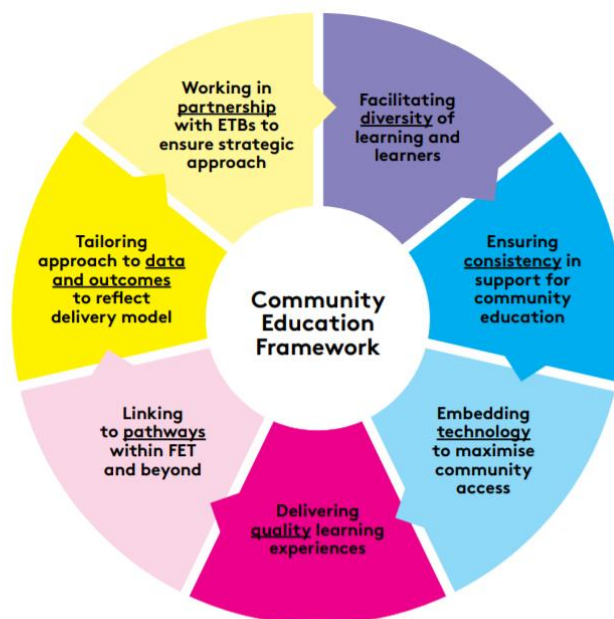 Working in
partnership
with ETBs to
ensure strategic
approach
Facilitating
diversity of
learning and
learners
Ensuring
consistency in
support for
community
education
Embedding
technology
to maximise
community
access
Delivering
quality learning
experiences
Linking
to pathways
within FET
and beyond
Tailoring
approach to data
and outcomes
to reflect
delivery model
Community
Education
Framework